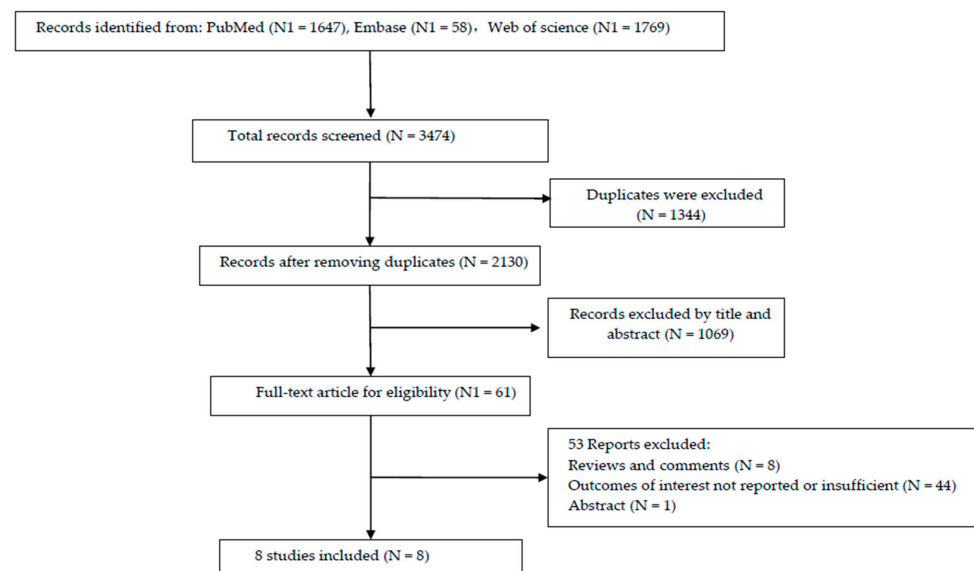 Records identified from: PubMed (N1 = 1647), Embase (N1 = 58)，Web of science (N1 = 1769)
Total records screened (N = 3474)
Duplicates were excluded
(N = 1344)
Records after removing duplicates (N = 2130)
Records excluded by title and
abstract (N = 1069)
Full-text article for eligibility (N1 = 61)
53 Reports excluded:
Reviews and comments (N = 8)
Outcomes of interest not reported or insufficient (N = 44)
Abstract (N = 1)
8 studies included (N = 8)